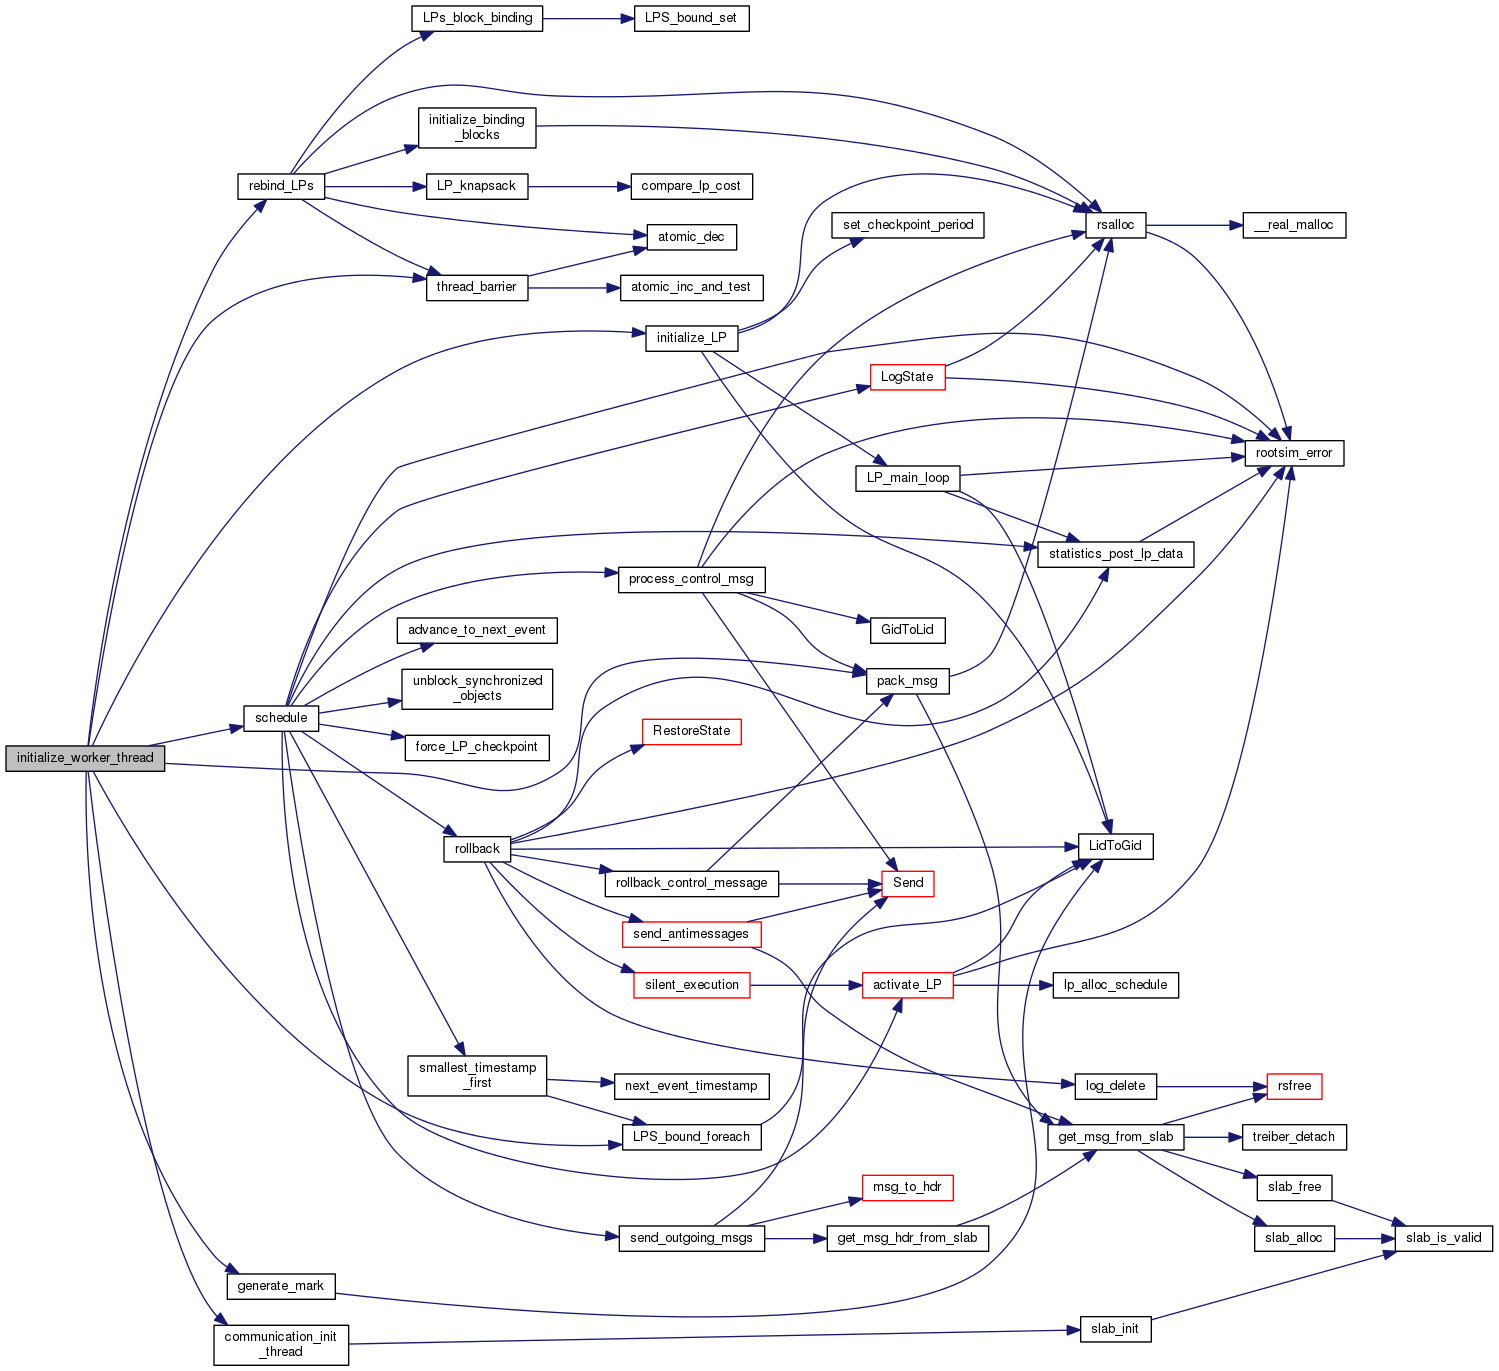 LPs_block_binding
LPS_bound_set
initialize_binding
_blocks
rebind_LPs
LP_knapsack
compare_lp_cost
set_checkpoint_period
rsalloc
__real_malloc
atomic_dec
thread_barrier
atomic_inc_and_test
initialize_LP
LogState
rootsim_error
LP_main_loop
statistics_post_lp_data
process_control_msg
advance_to_next_event
GidToLid
unblock_synchronized
_objects
pack_msg
schedule
RestoreState
force_LP_checkpoint
initialize_worker_thread
rollback
LidToGid
rollback_control_message
Send
send_antimessages
silent_execution
activate_LP
lp_alloc_schedule
smallest_timestamp
_first
next_event_timestamp
log_delete
rsfree
LPS_bound_foreach
get_msg_from_slab
treiber_detach
msg_to_hdr
slab_free
send_outgoing_msgs
get_msg_hdr_from_slab
slab_alloc
slab_is_valid
generate_mark
communication_init
_thread
slab_init